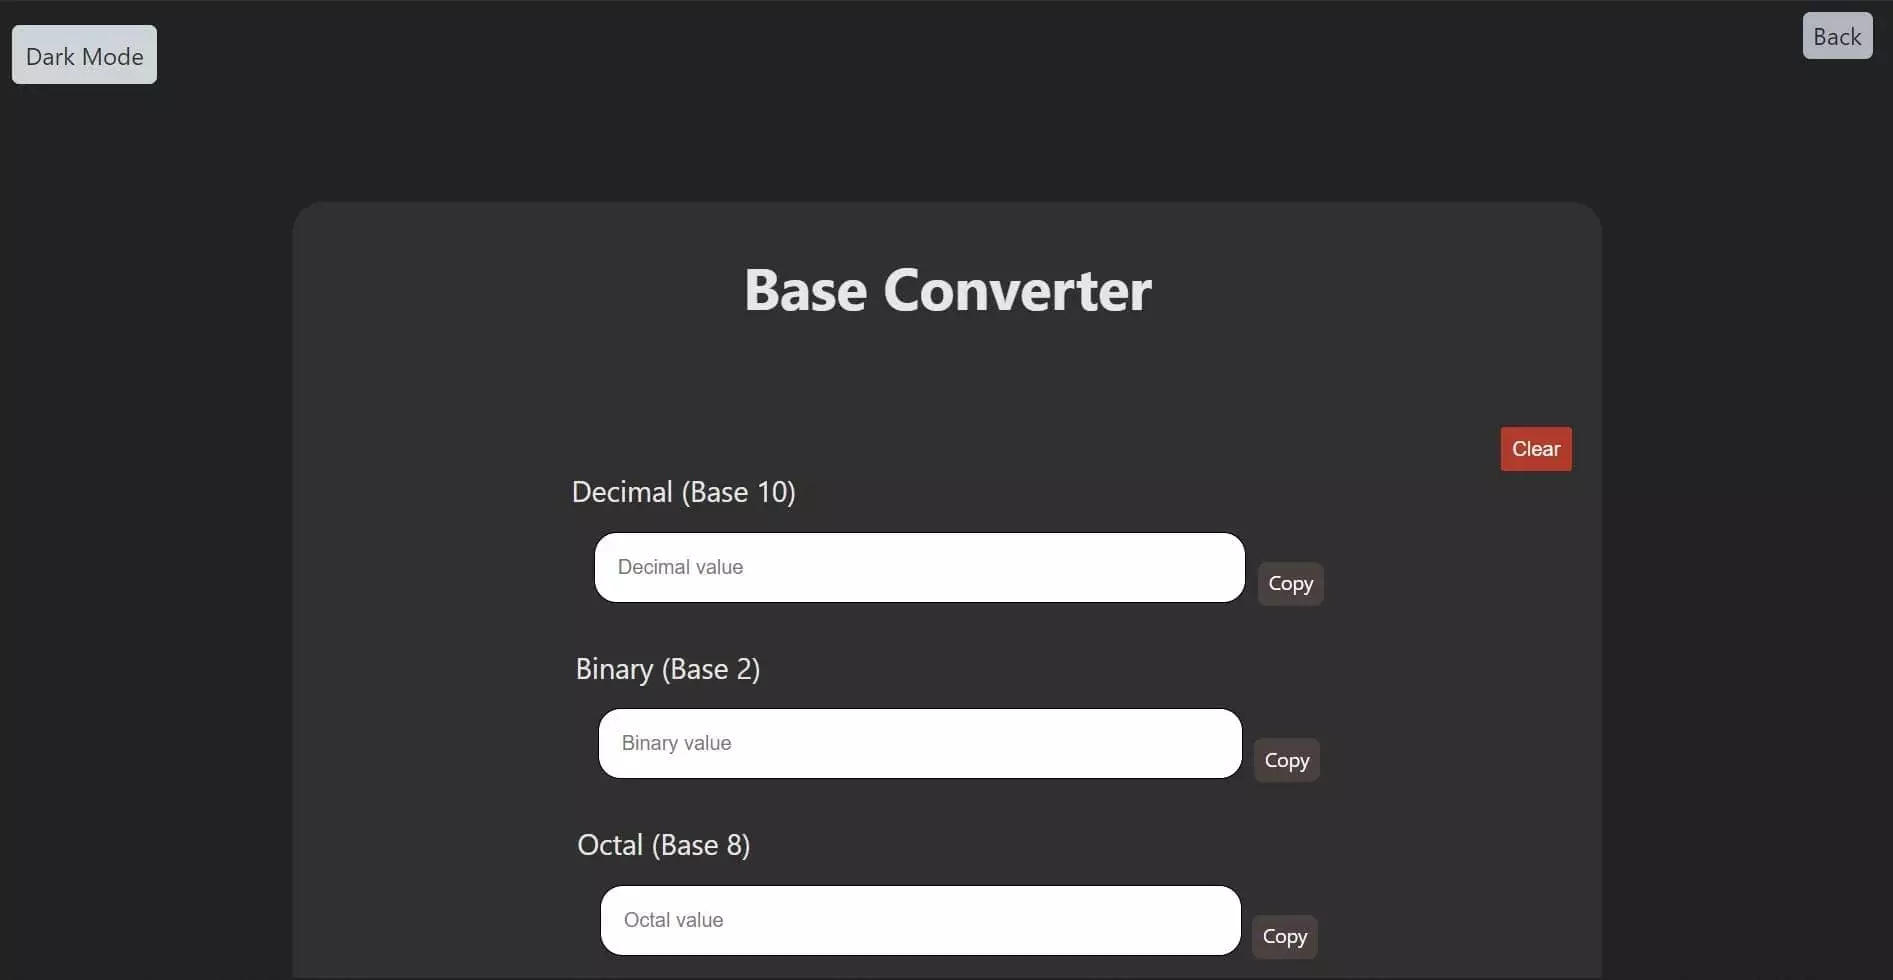 Dark Mode
Back
Base Converter
Clear
Decimal (Base 10)
Decimal value
Copy
Binary (Base 2)
Binary value
Copy
Octal (Base 8)
Octal value
Copy